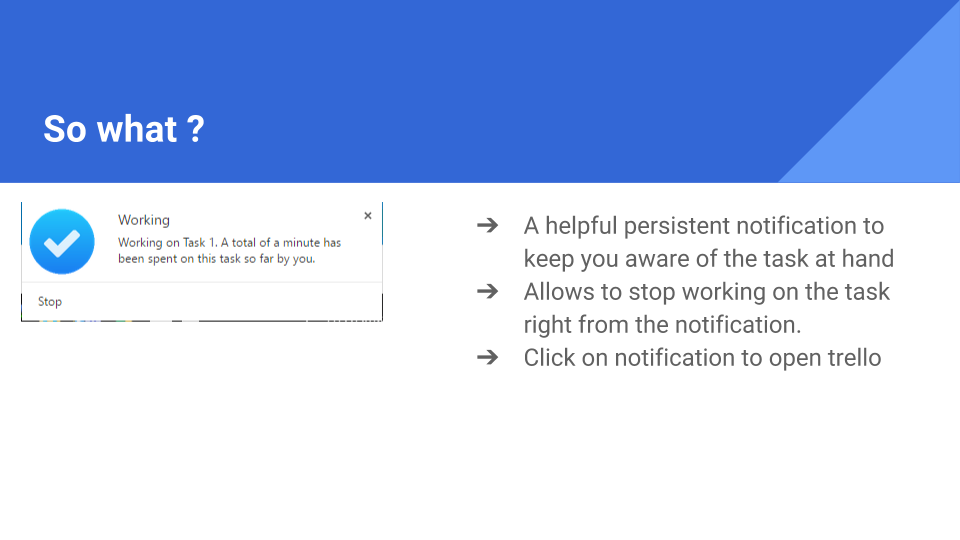 So what ?
Working
×
Working on Task 1. A total of a minute has
been spent on this task so far by you.
Stop
➔ A helpful persistent notification to
keep you aware of the task at hand
➔ Allows to stop working on the task
right from the notification.
➔ Click on notification to open trello